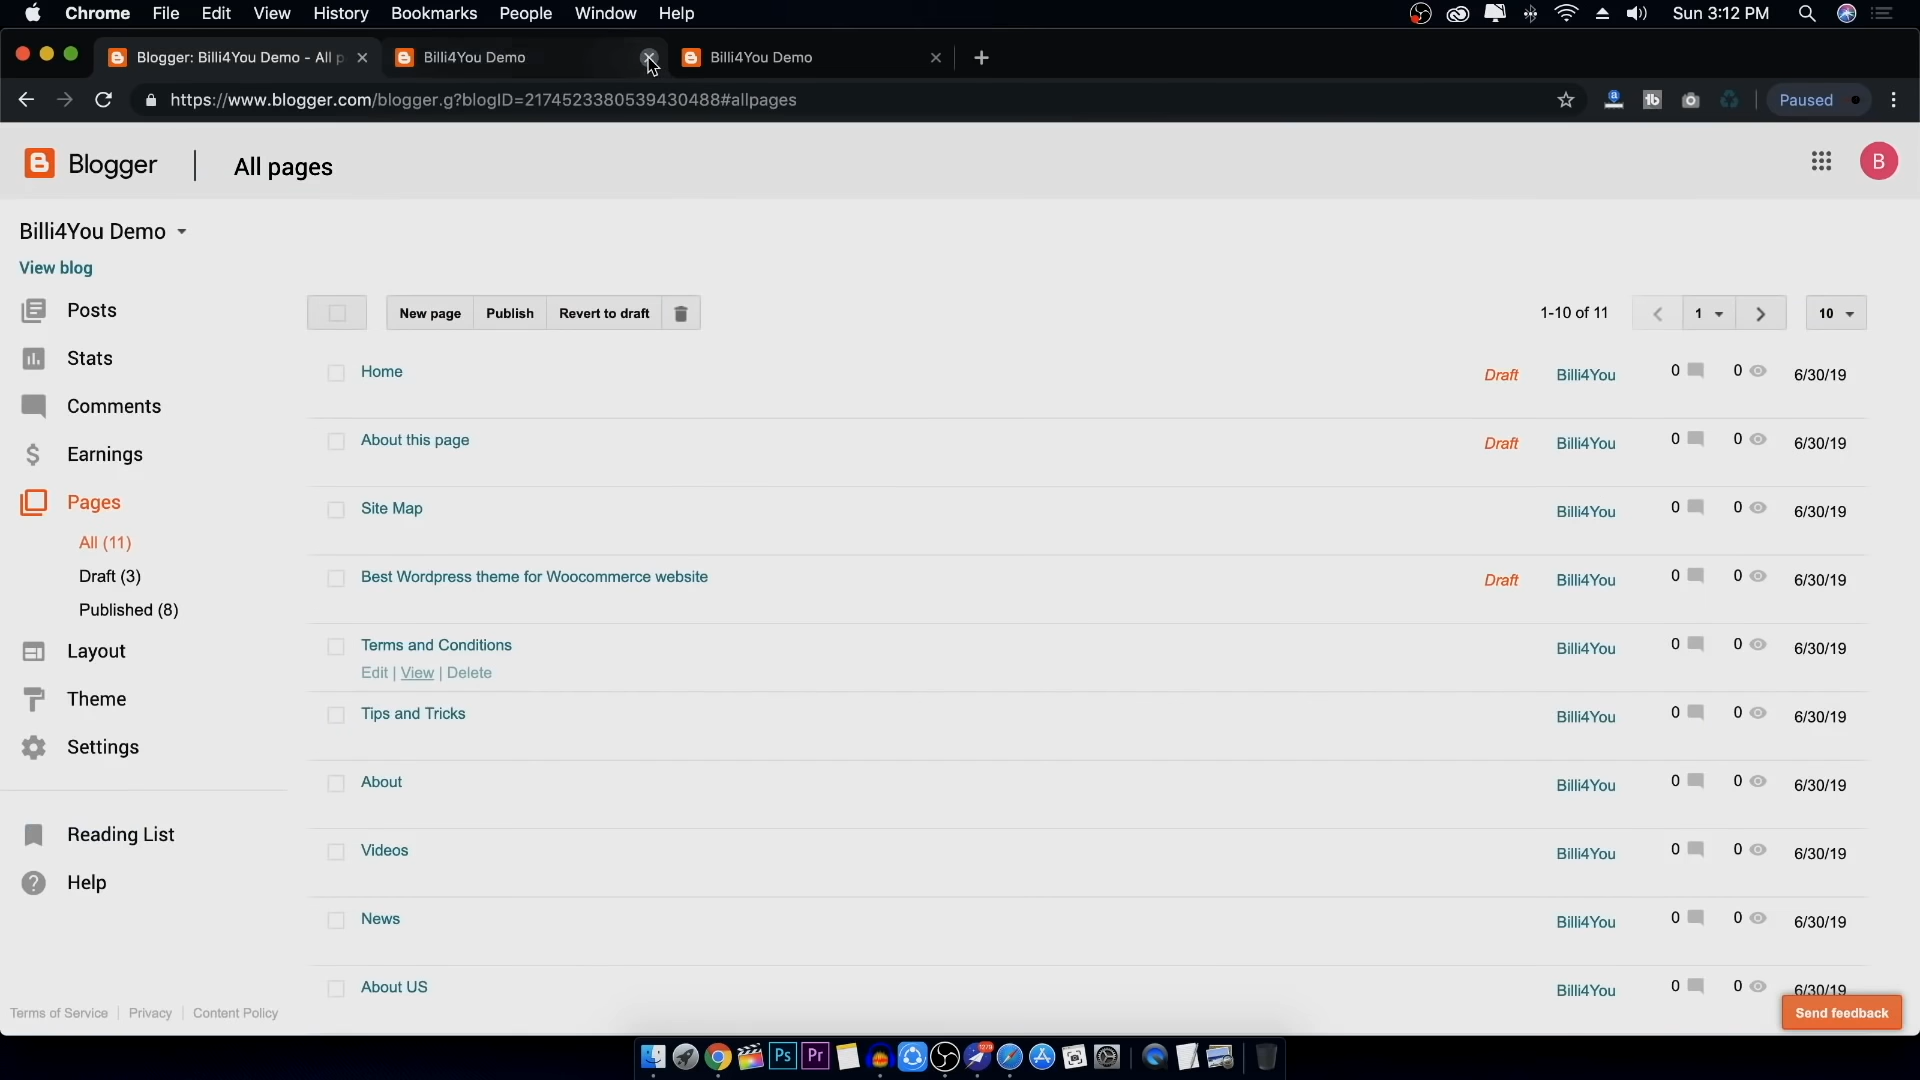 Chrome File Edit View History Bookmarks People Window Help Sun 3:12 PM
Blogger: Billi4You Demo - All p Billi4You Demo Billi4You Demo
https://www.blogger.com/blogger.g?blogID=2174523380539430488#allpages Paused
Blogger All pages B
Billi4You Demo
View blog
Posts
Stats
Comments
Earnings
Pages
All (11)
Draft (3)
Published (8)
Layout
Theme
Settings
Reading List
Help
Terms of Service Privacy Content Policy
New page Publish Revert to draft 1-10 of 11 1 10
Home Draft Billi4You 0 0 6/30/19
About this page Draft Billi4You 0 0 6/30/19
Site Map Billi4You 0 0 6/30/19
Best Wordpress theme for Woocommerce website Draft Billi4You 0 0 6/30/19
Terms and Conditions Billi4You 0 0 6/30/19
Edit | View | Delete
Tips and Tricks Billi4You 0 0 6/30/19
About Billi4You 0 0 6/30/19
Videos Billi4You 0 0 6/30/19
News Billi4You 0 0 6/30/19
About US Billi4You 0 0 6/30/19
Send feedback
Ps Pr